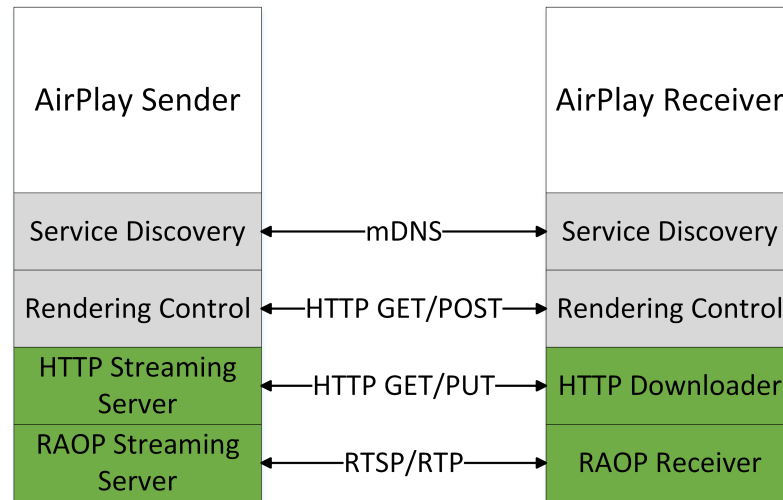 AirPlay Sender
AirPlay Receiver
Service Discovery
mDNS
Service Discovery
Rendering Control
HTTP GET/POST
Rendering Control
HTTP Streaming
Server
HTTP GET/PUT
HTTP Downloader
RAOP Streaming
Server
RTSP/RTP
RAOP Receiver